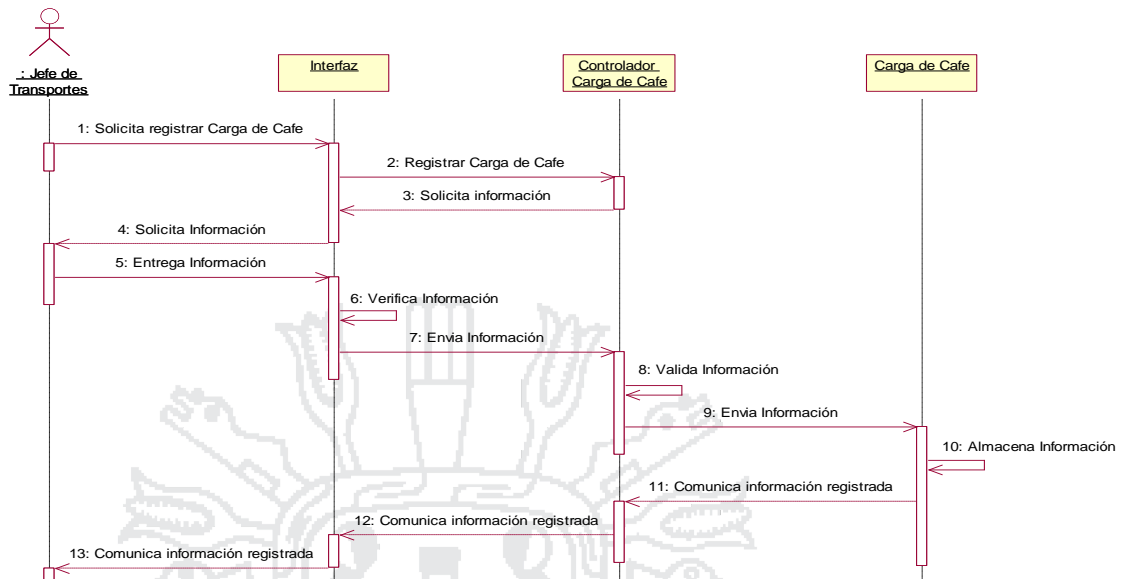 : Jefe de
Transportes
Interfaz
Controlador
Carga de Cafe
Carga de Cafe
1: Solicita registrar Carga de Cafe
2: Registrar Carga de Cafe
3: Solicita información
4: Solicita Información
5: Entrega Información
6: Verifica Información
7: Envia Información
8: Valida Información
9: Envia Información
10: Almacena Información
11: Comunica información registrada
12: Comunica información registrada
13: Comunica información registrada